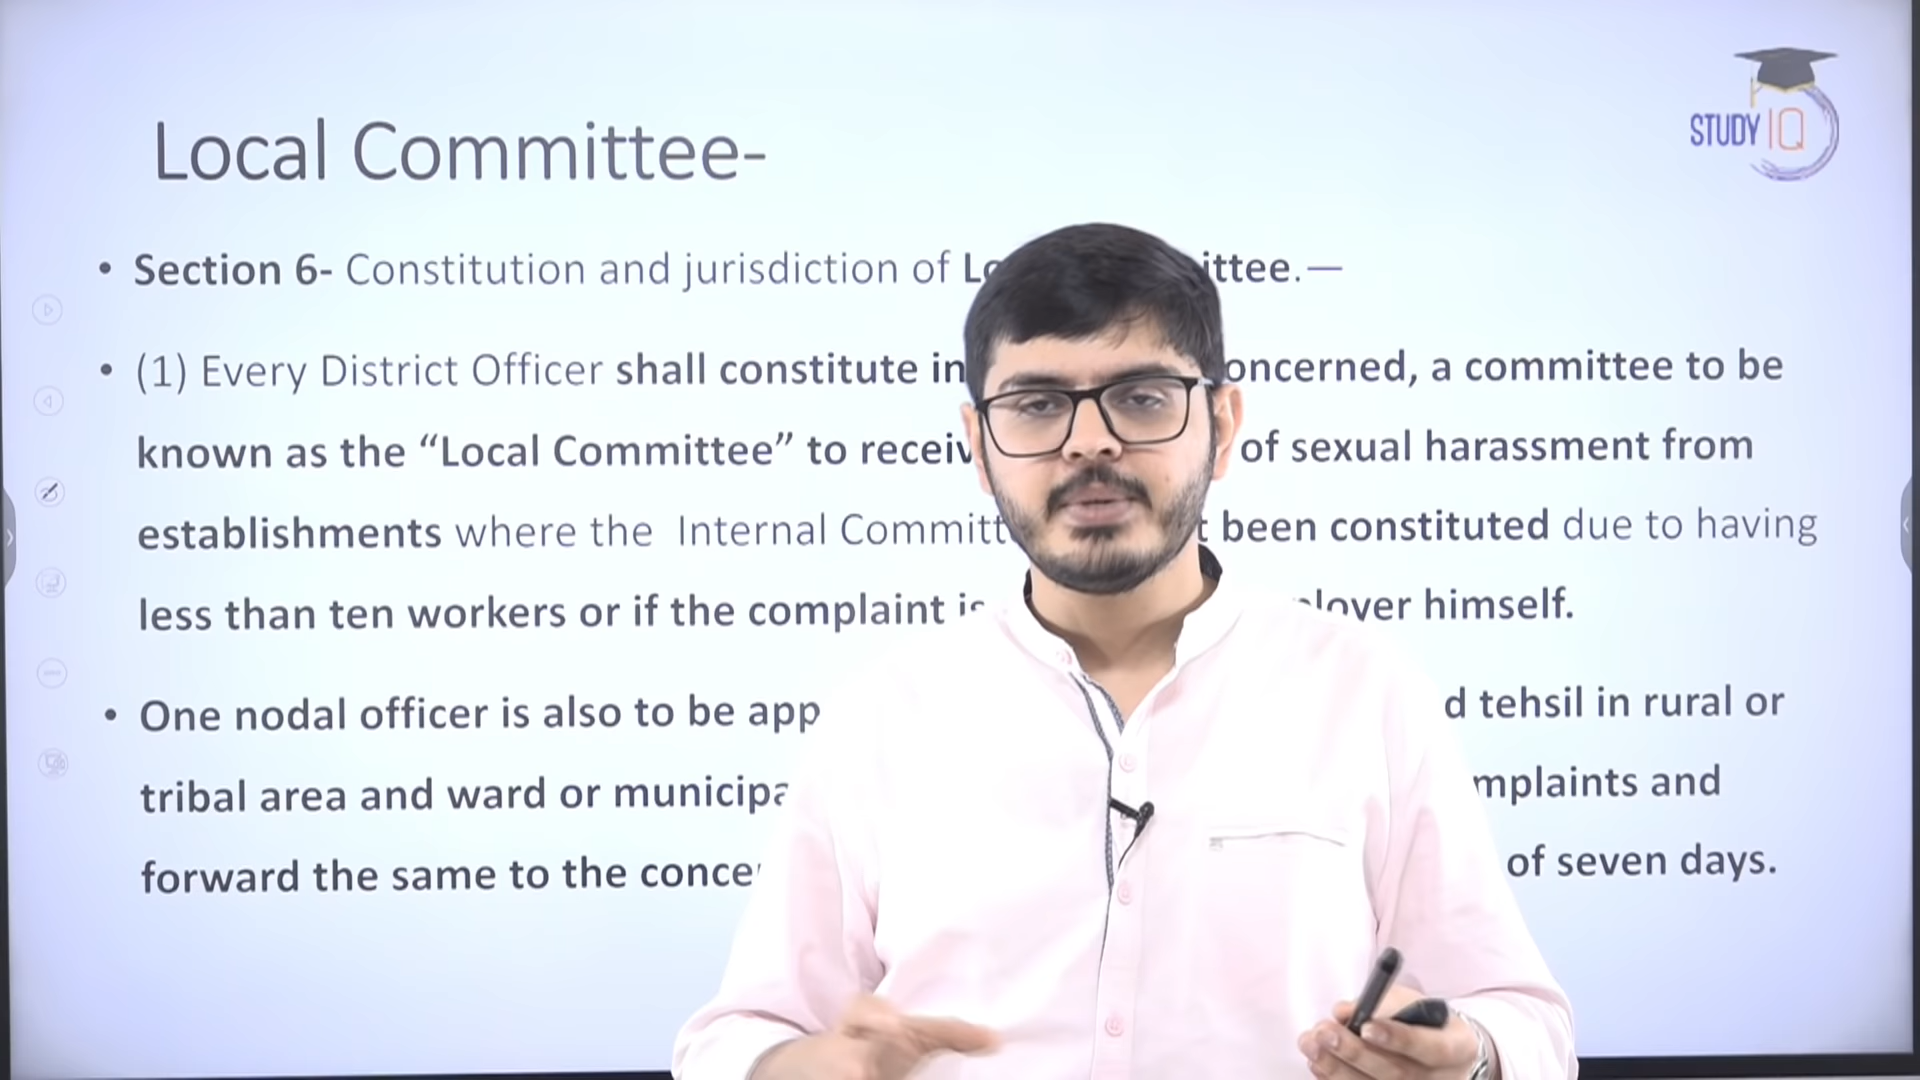 STUDY IQ
Local Committee-
• Section 6- Constitution and jurisdiction of ittee.—
• (1) Every District Officer shall constitute in oncerned, a committee to be
known as the “Local Committee” to receiv of sexual harassment from
establishments where the Internal Committ been constituted due to having
less than ten workers or if the complaint himself.
• One nodal officer is also to be app d tehsil in rural or
tribal area and ward or municipa mplaints and
forward the same to the conce of seven days.